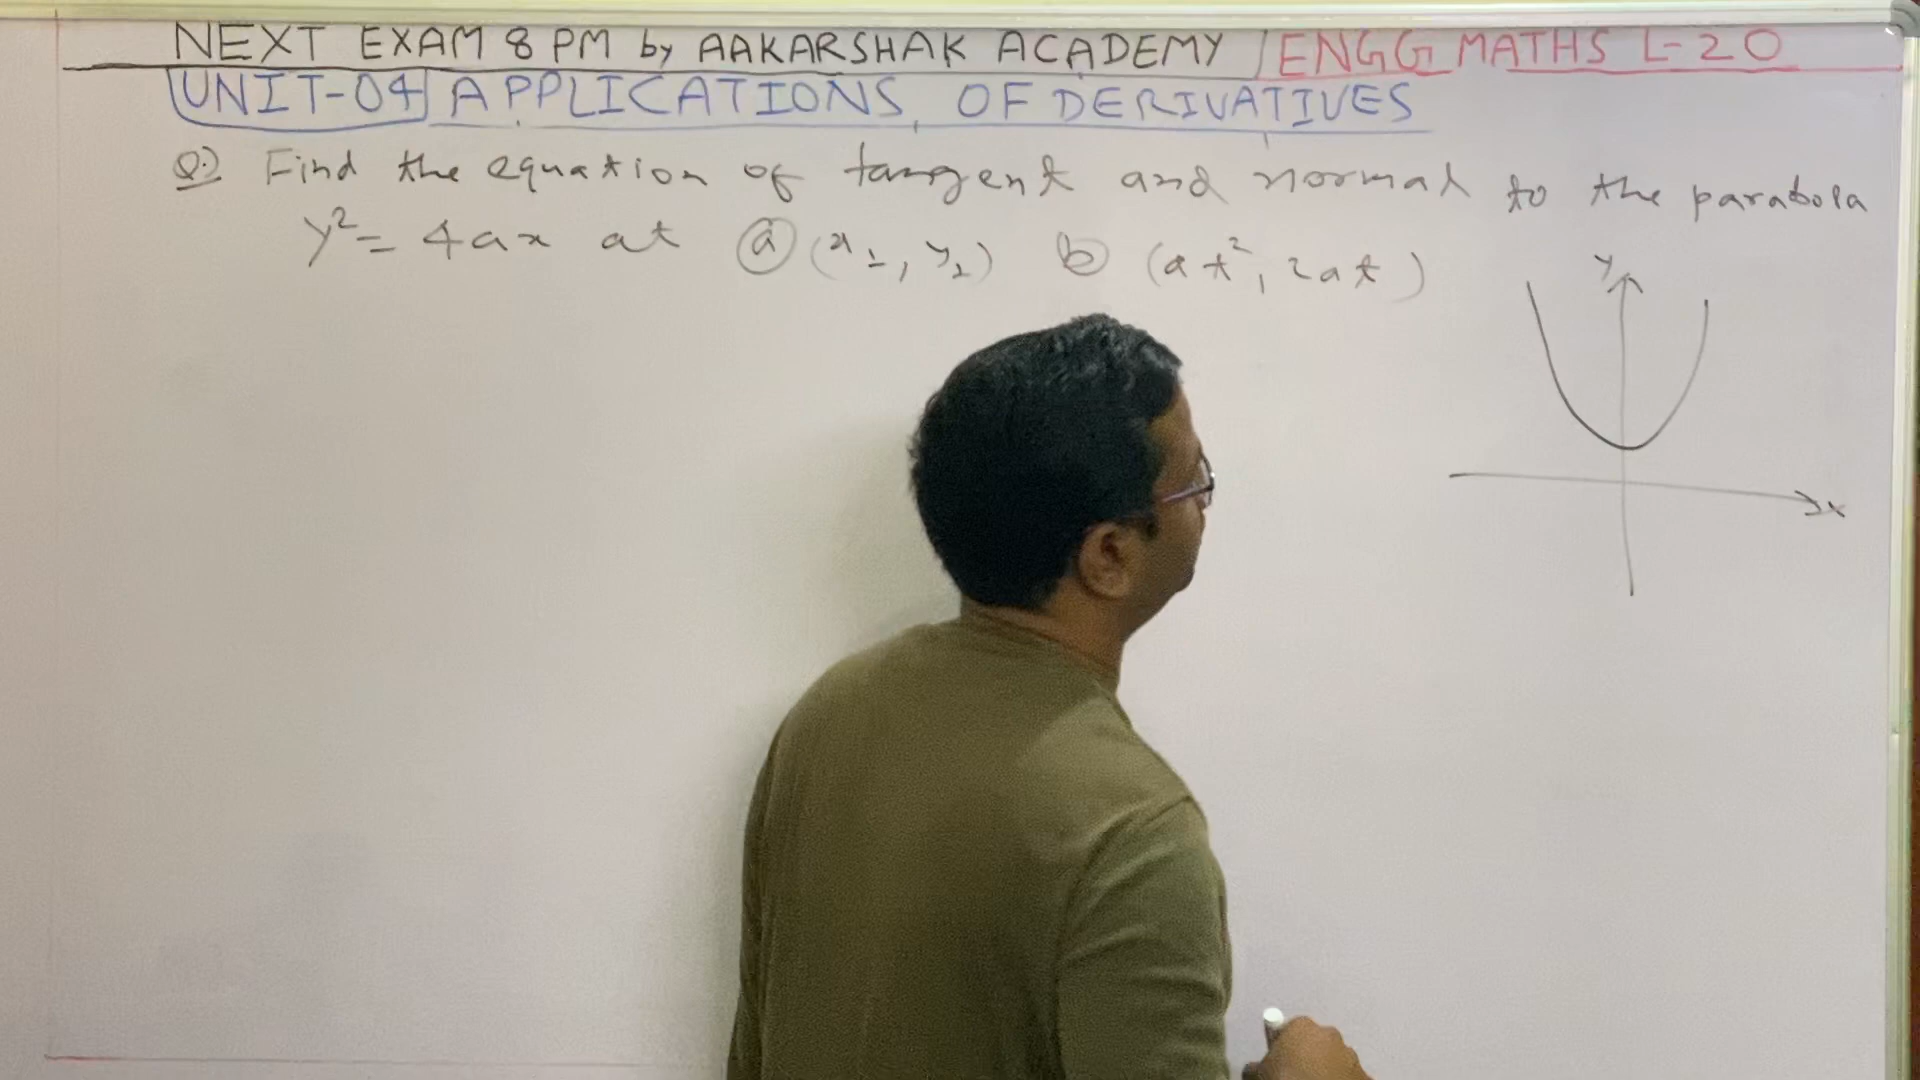 NEXT EXAM 8 PM by AAKARSHAK ACADEMY ENGG MATHS L-20
UNIT-04 APPLICATIONS OF DERIVATIVES
Q.) Find the equation of tangent and normal to the parabola
y² = 4ax at ⓐ (x₁, y₁) ⓑ (at², 2at)
y
x